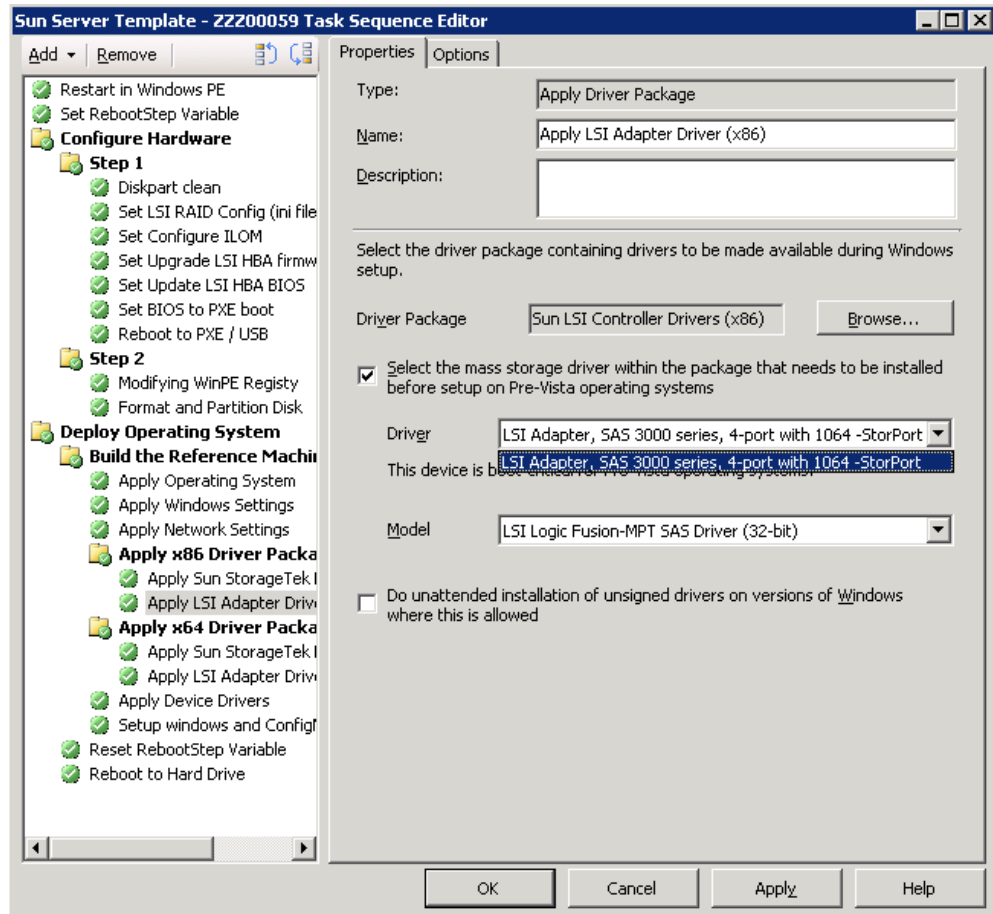 Sun Server Template - ZZZ00059 Task Sequence Editor
Add
Remove
Restart in Windows PE
Set RebootStep Variable
Configure Hardware
Step 1
Diskpart clean
Set LSI RAID Config (ini file
Set Configure ILOM
Set Upgrade LSI HBA firmw
Set Update LSI HBA BIOS
Set BIOS to PXE boot
Reboot to PXE / USB
Step 2
Modifying WinPE Registy
Format and Partition Disk
Deploy Operating System
Build the Reference Machin
Apply Operating System
Apply Windows Settings
Apply Network Settings
Apply x86 Driver Packa
Apply Sun StorageTek
Apply LSI Adapter Driv
Apply x64 Driver Packa
Apply Sun StorageTek
Apply LSI Adapter Driv
Apply Device Drivers
Setup windows and Config
Reset RebootStep Variable
Reboot to Hard Drive
Properties
Options
Type:
Apply Driver Package
Name:
Apply LSI Adapter Driver (x86)
Description:
Select the driver package containing drivers to be made available during Windows
setup.
Driver Package
Sun LSI Controller Drivers (x86)
Browse...
Select the mass storage driver within the package that needs to be installed
before setup on Pre-Vista operating systems
Driver
LSI Adapter, SAS 3000 series, 4-port with 1064 -StorPort
LSI Adapter, SAS 3000 series, 4-port with 1064 -StorPort
This device is
Model
LSI Logic Fusion-MPT SAS Driver (32-bit)
Do unattended installation of unsigned drivers on versions of Windows
where this is allowed
OK
Cancel
Apply
Help